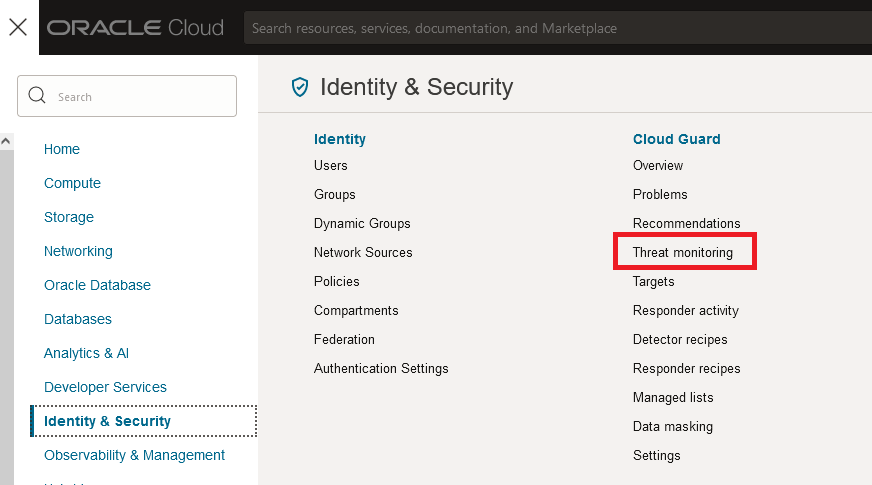 ORACLE Cloud
Search resources, services, documentation, and Marketplace
Search
Home
Compute
Storage
Networking
Oracle Database
Databases
Analytics & AI
Developer Services
Identity & Security
Observability & Management
Identity & Security
Identity
Users
Groups
Dynamic Groups
Network Sources
Policies
Compartments
Federation
Authentication Settings
Cloud Guard
Overview
Problems
Recommendations
Threat monitoring
Targets
Responder activity
Detector recipes
Responder recipes
Managed lists
Data masking
Settings